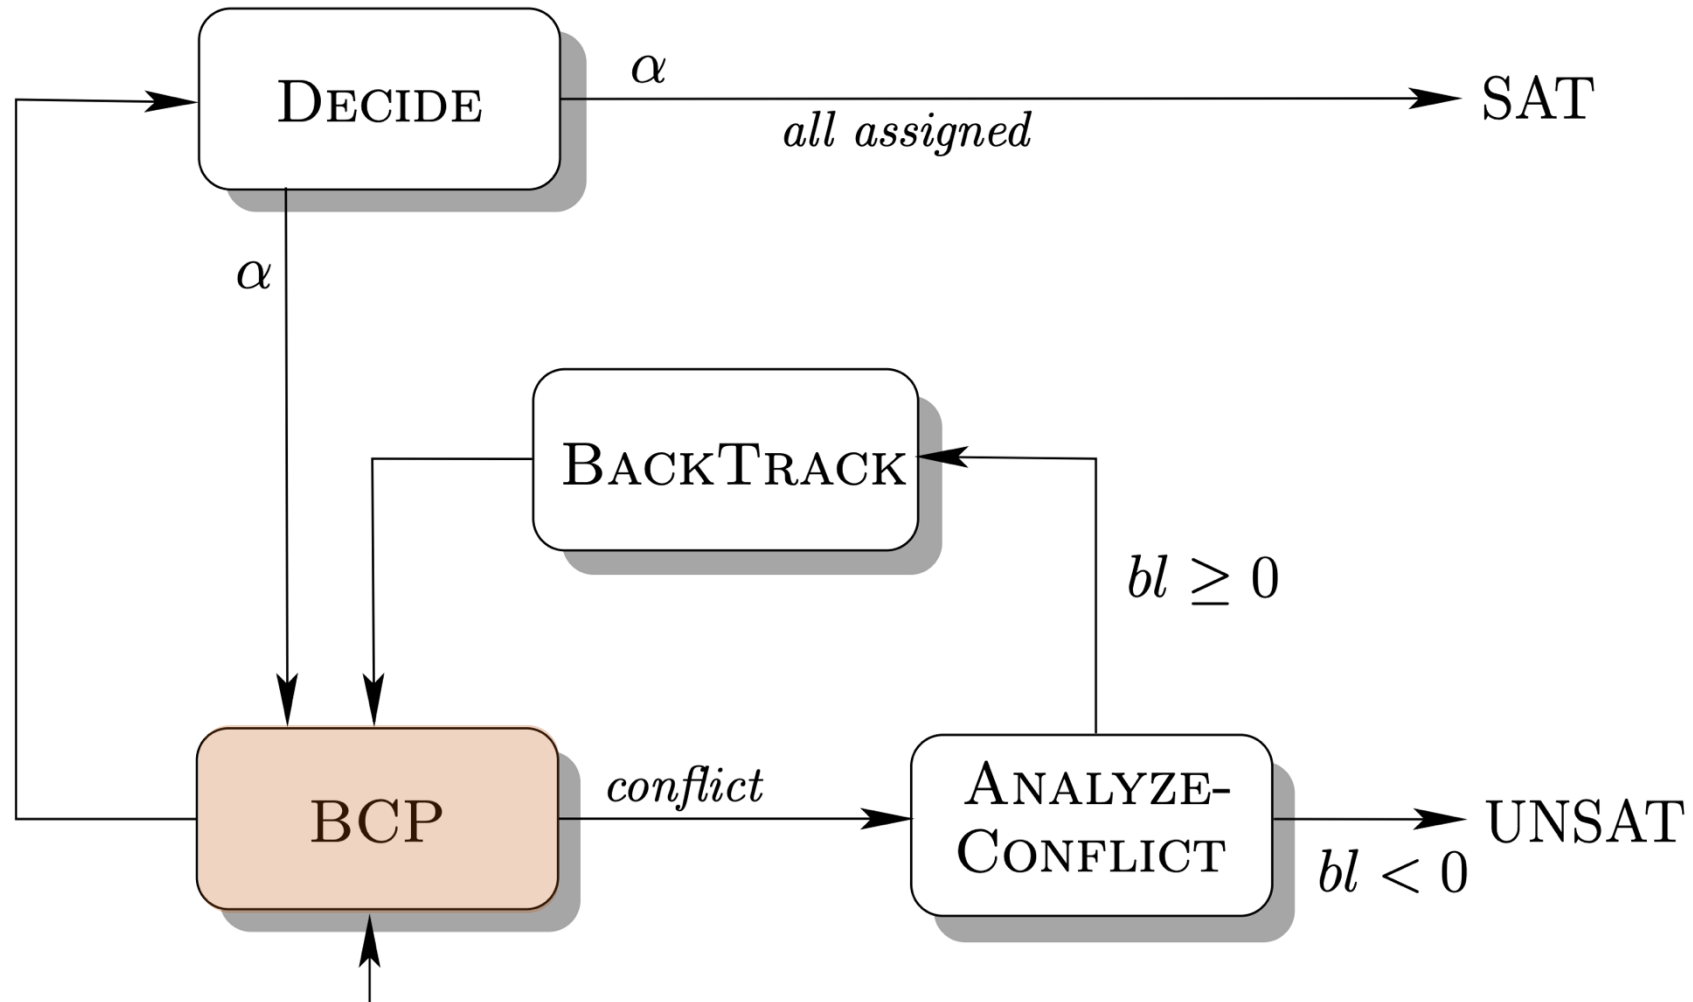 α
DECIDE
SAT
all assigned
α
BACKTRACK
bl ≥ 0
conflict
ANALYZE-
CONFLICT
BCP
UNSAT
bl < 0